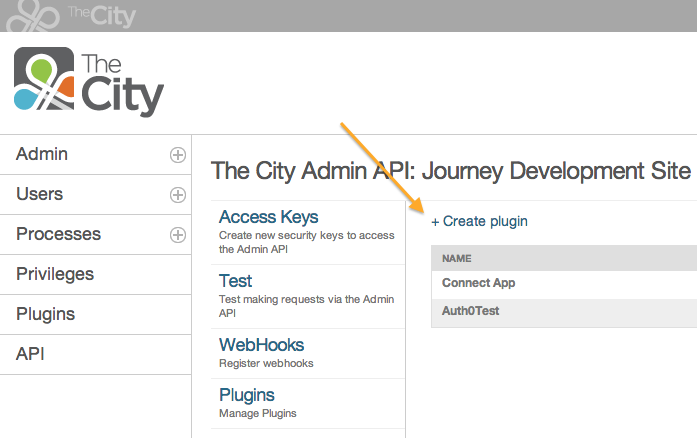 The City
The City
Admin
Users
Processes
Privileges
Plugins
API
The City Admin API: Journey Development Site
Access Keys
Create new security keys to access
the Admin API
Test
Test making requests via the Admin
API
WebHooks
Register webhooks
Plugins
Manage Plugins
+ Create plugin
NAME
Connect App
Auth0Test